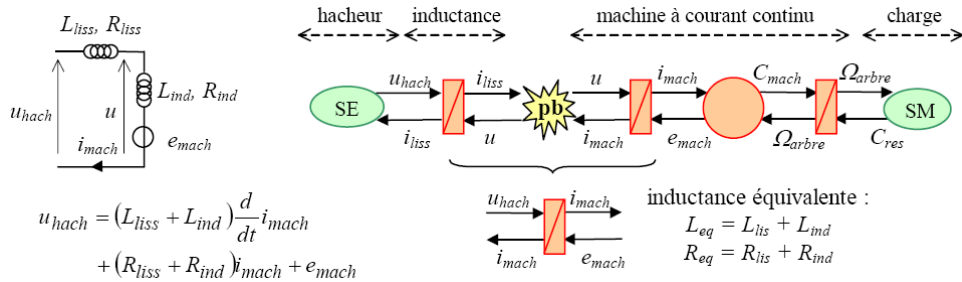 hacheur inductance machine à courant continu charge
L_liss, R_liss
u_hach u L_ind, R_ind
i_mach e_mach
SE u_hach i_liss pb u i_mach C_mach Ω_arbre SM
i_liss u i_mach e_mach Ω_arbre C_res
u_hach = (L_liss + L_ind) d/dt i_mach
+ (R_liss + R_ind) i_mach + e_mach
u_hach i_mach
i_mach e_mach
inductance équivalente :
L_eq = L_lis + L_ind
R_eq = R_lis + R_ind